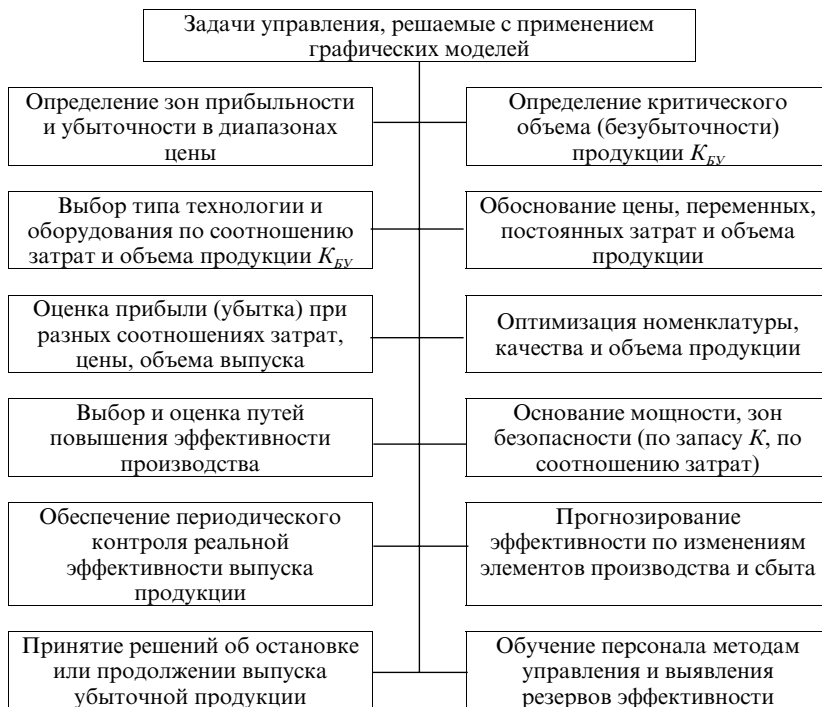 Задачи управления, решаемые с применением
графических моделей
Определение зон прибыльности
и убыточности в диапазонах
цены
Определение критического
объема (безубыточности)
продукции К_БУ
Выбор типа технологии и
оборудования по соотношению
затрат и объема продукции К_БУ
Обоснование цены, переменных,
постоянных затрат и объема
продукции
Оценка прибыли (убытка) при
разных соотношениях затрат,
цены, объема выпуска
Оптимизация номенклатуры,
качества и объема продукции
Выбор и оценка путей
повышения эффективности
производства
Основание мощности, зон
безопасности (по запасу К, по
соотношению затрат)
Обеспечение периодического
контроля реальной
эффективности выпуска
продукции
Прогнозирование
эффективности по изменениям
элементов производства и сбыта
Принятие решений об остановке
или продолжении выпуска
убыточной продукции
Обучение персонала методам
управления и выявления
резервов эффективности